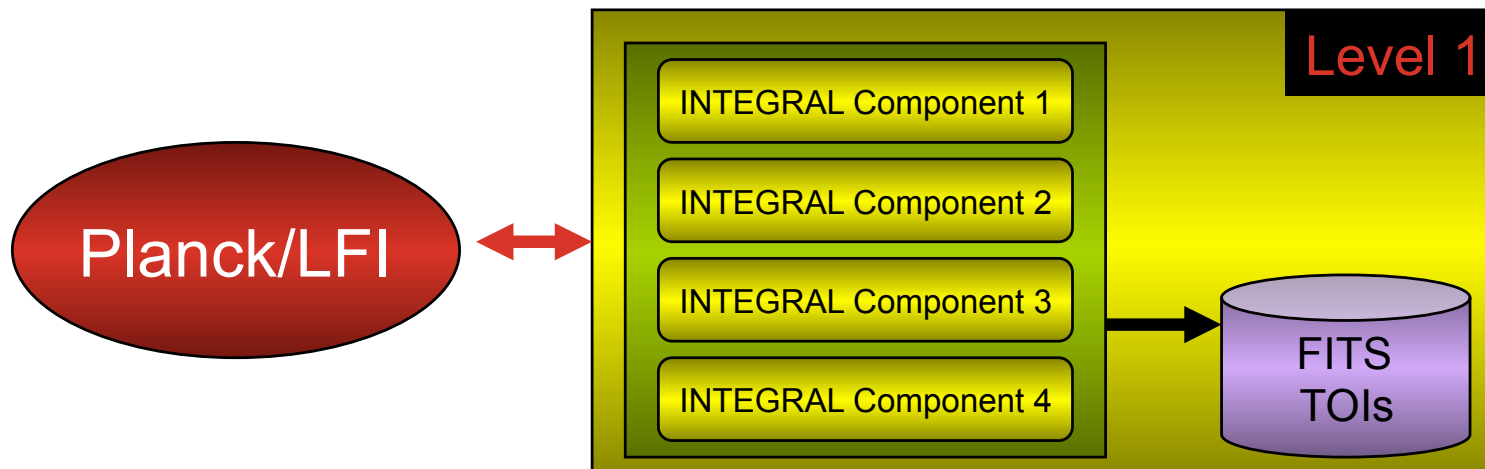 Level 1
INTEGRAL Component 1
INTEGRAL Component 2
Planck/LFI
INTEGRAL Component 3
INTEGRAL Component 4
FITS
TOIs